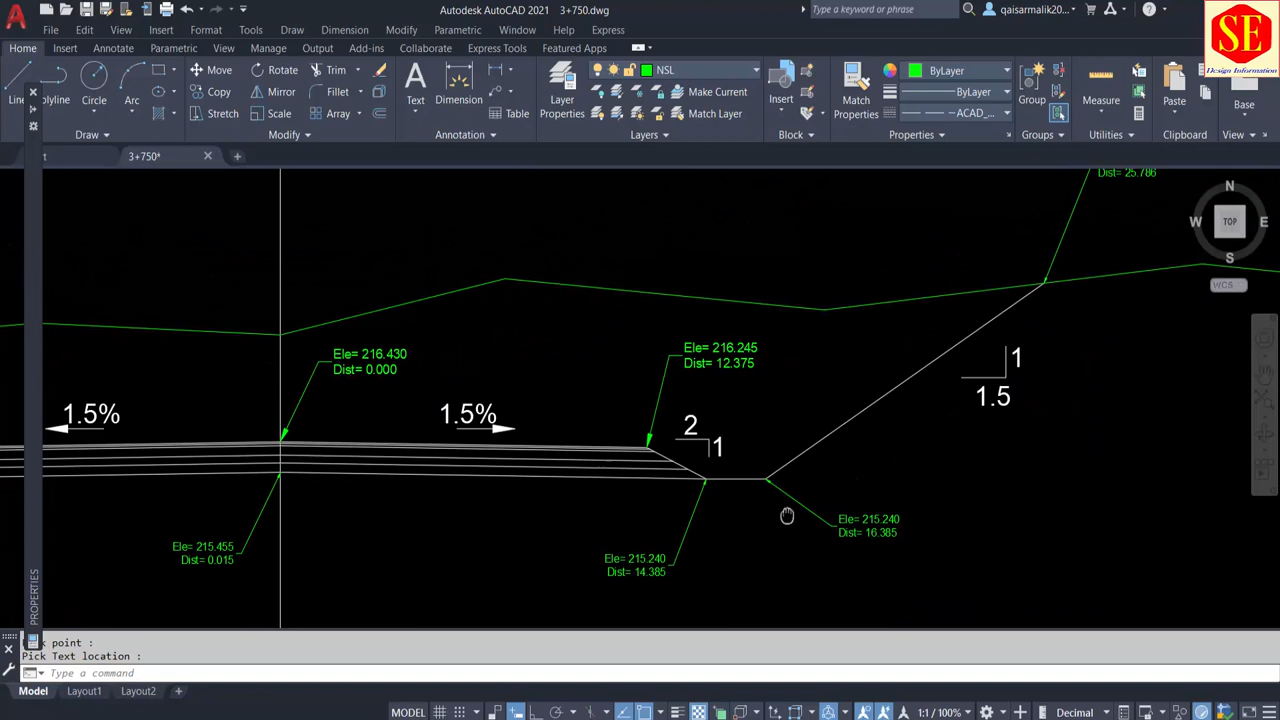 Autodesk AutoCAD 2021 3+750.dwg
Type a keyword or phrase
qaisarmalik20...
SE
Design Information
File Edit View Insert Format Tools Draw Dimension Modify Parametric Window Help Express
Home Insert Annotate Parametric View Manage Output Add-ins Collaborate Express Tools Featured Apps
Line Polyline Circle Arc
Move Rotate Trim
Copy Mirror Fillet
Stretch Scale Array
Text Dimension Table
Layer Properties
NSL
Make Current
Match Layer
Insert
Match Properties
ByLayer
ByLayer
ACAD_...
Group
Measure
Paste
Base
Draw Modify Annotation Layers Block Properties Groups Utilities Clipboard View
3+750*
Dist= 25.786
N
W TOP E
S
WCS
Ele= 216.430
Dist= 0.000
Ele= 216.245
Dist= 12.375
1
1.5
1.5%
1.5%
2
1
Ele= 215.455
Dist= 0.015
Ele= 215.240
Dist= 14.385
Ele= 215.240
Dist= 16.385
PROPERTIES
point :
Pick Text location :
Type a command
Model Layout1 Layout2
MODEL 1:1 / 100% Decimal